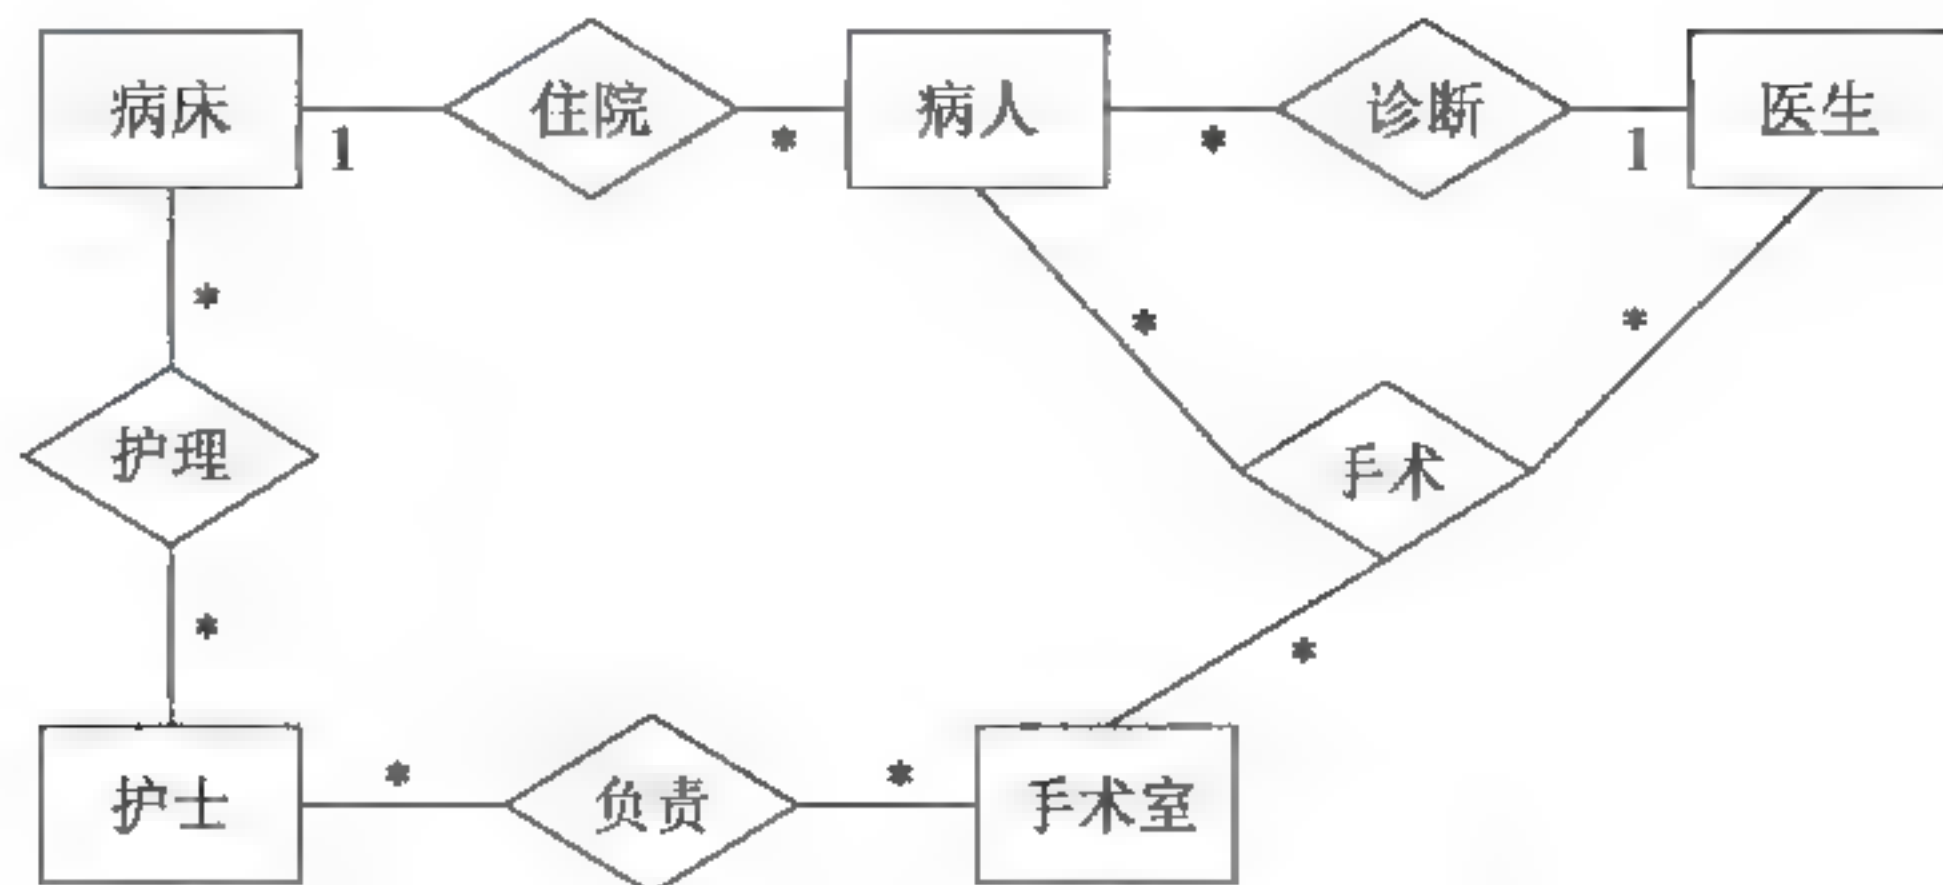 病床 住院 病人 诊断 医生
1 * * 1
* * *
护理 手术
* *
* *
护士 负责 手术室